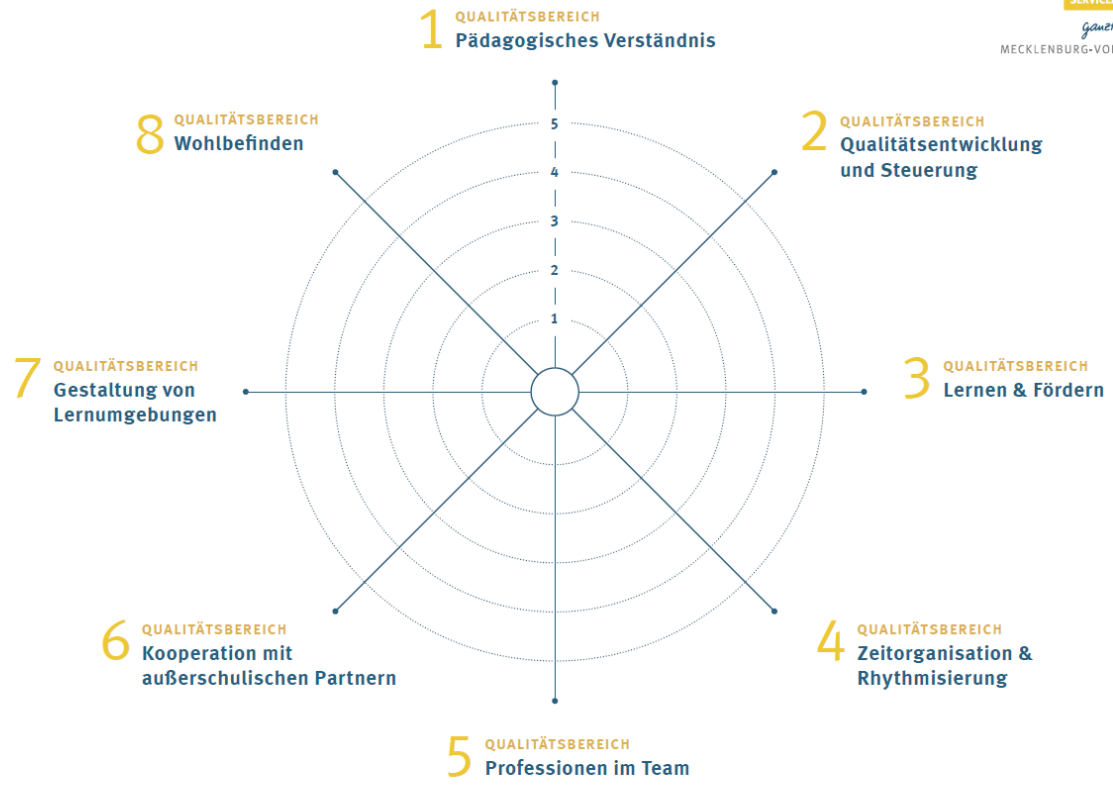 1 QUALITÄTSBEREICH
Pädagogisches Verständnis
8 QUALITÄTSBEREICH
Wohlbefinden
2 QUALITÄTSBEREICH
Qualitätsentwicklung
und Steuerung
5
4
3
2
1
7 QUALITÄTSBEREICH
Gestaltung von
Lernumgebungen
3 QUALITÄTSBEREICH
Lernen & Fördern
6 QUALITÄTSBEREICH
Kooperation mit
außerschulischen Partnern
4 QUALITÄTSBEREICH
Zeitorganisation &
Rhythmisierung
5 QUALITÄTSBEREICH
Professionen im Team